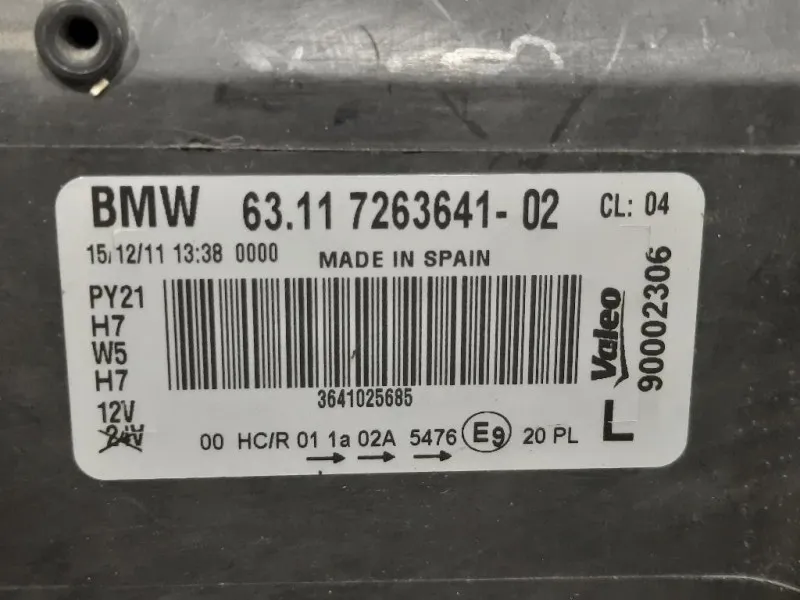 BMW 63.11 7263641-02 CL: 04
15/12/11 13:38 0000 MADE IN SPAIN
PY21
H7
W5
H7
12V
24V
3641025685
00 HC/R 01 1a 02A 5476 E9 20 PL
Valeo
90002306
L